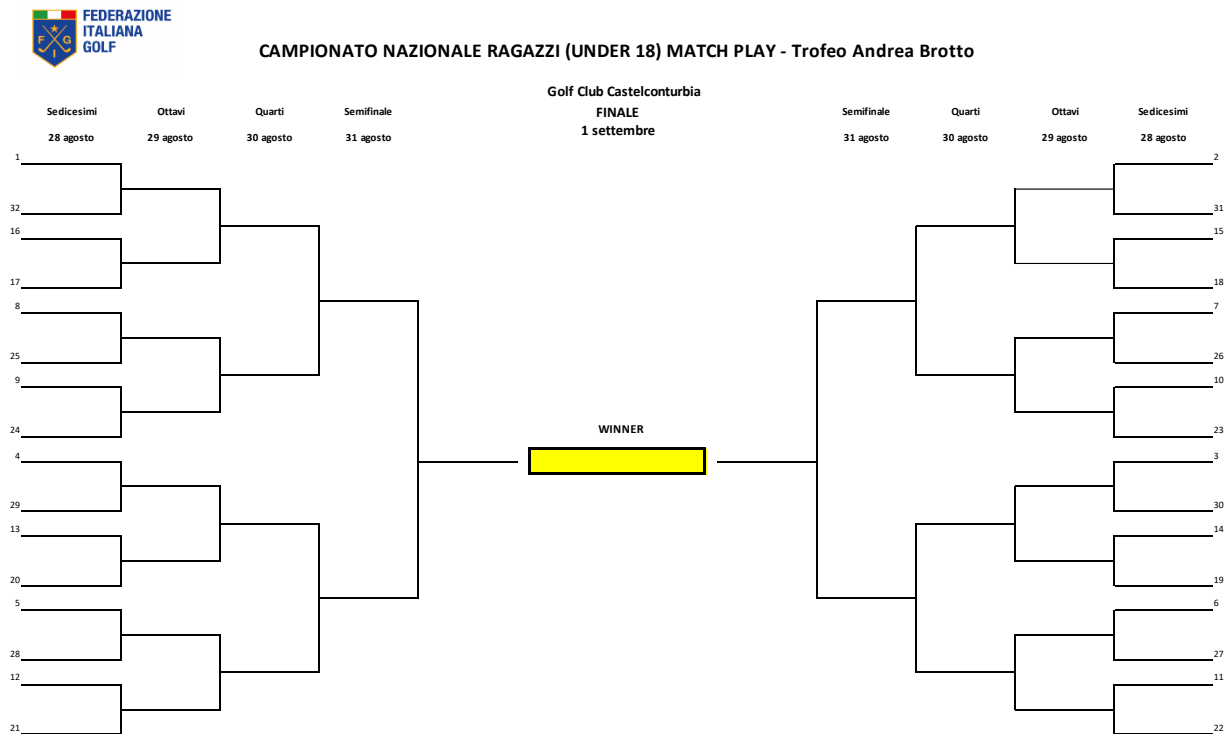 FEDERAZIONE
ITALIANA
GOLF
F G
I
CAMPIONATO NAZIONALE RAGAZZI (UNDER 18) MATCH PLAY - Trofeo Andrea Brotto
Golf Club Castelconturbia
Sedicesimi Ottavi Quarti Semifinale FINALE Semifinale Quarti Ottavi Sedicesimi
1 settembre
28 agosto 29 agosto 30 agosto 31 agosto 31 agosto 30 agosto 29 agosto 28 agosto
1 2
32 31
16 15
17 18
8 7
25 26
9 10
24 23
WINNER
4 3
29 30
13 14
20 19
5 6
28 27
12 11
21 22